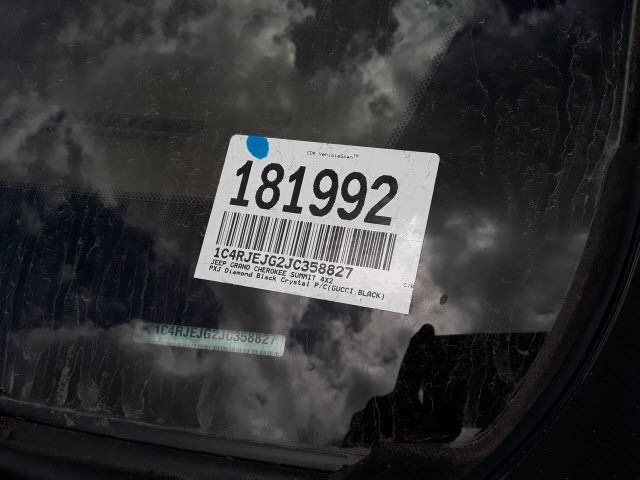 CDK VehicleScan™
181992
1C4RJEJG2JC358827
JEEP GRAND CHEROKEE SUMMIT 4X2
PXJ Diamond Black Crystal P/C(GUCCI BLACK)
1C4RJEJG2JC358827